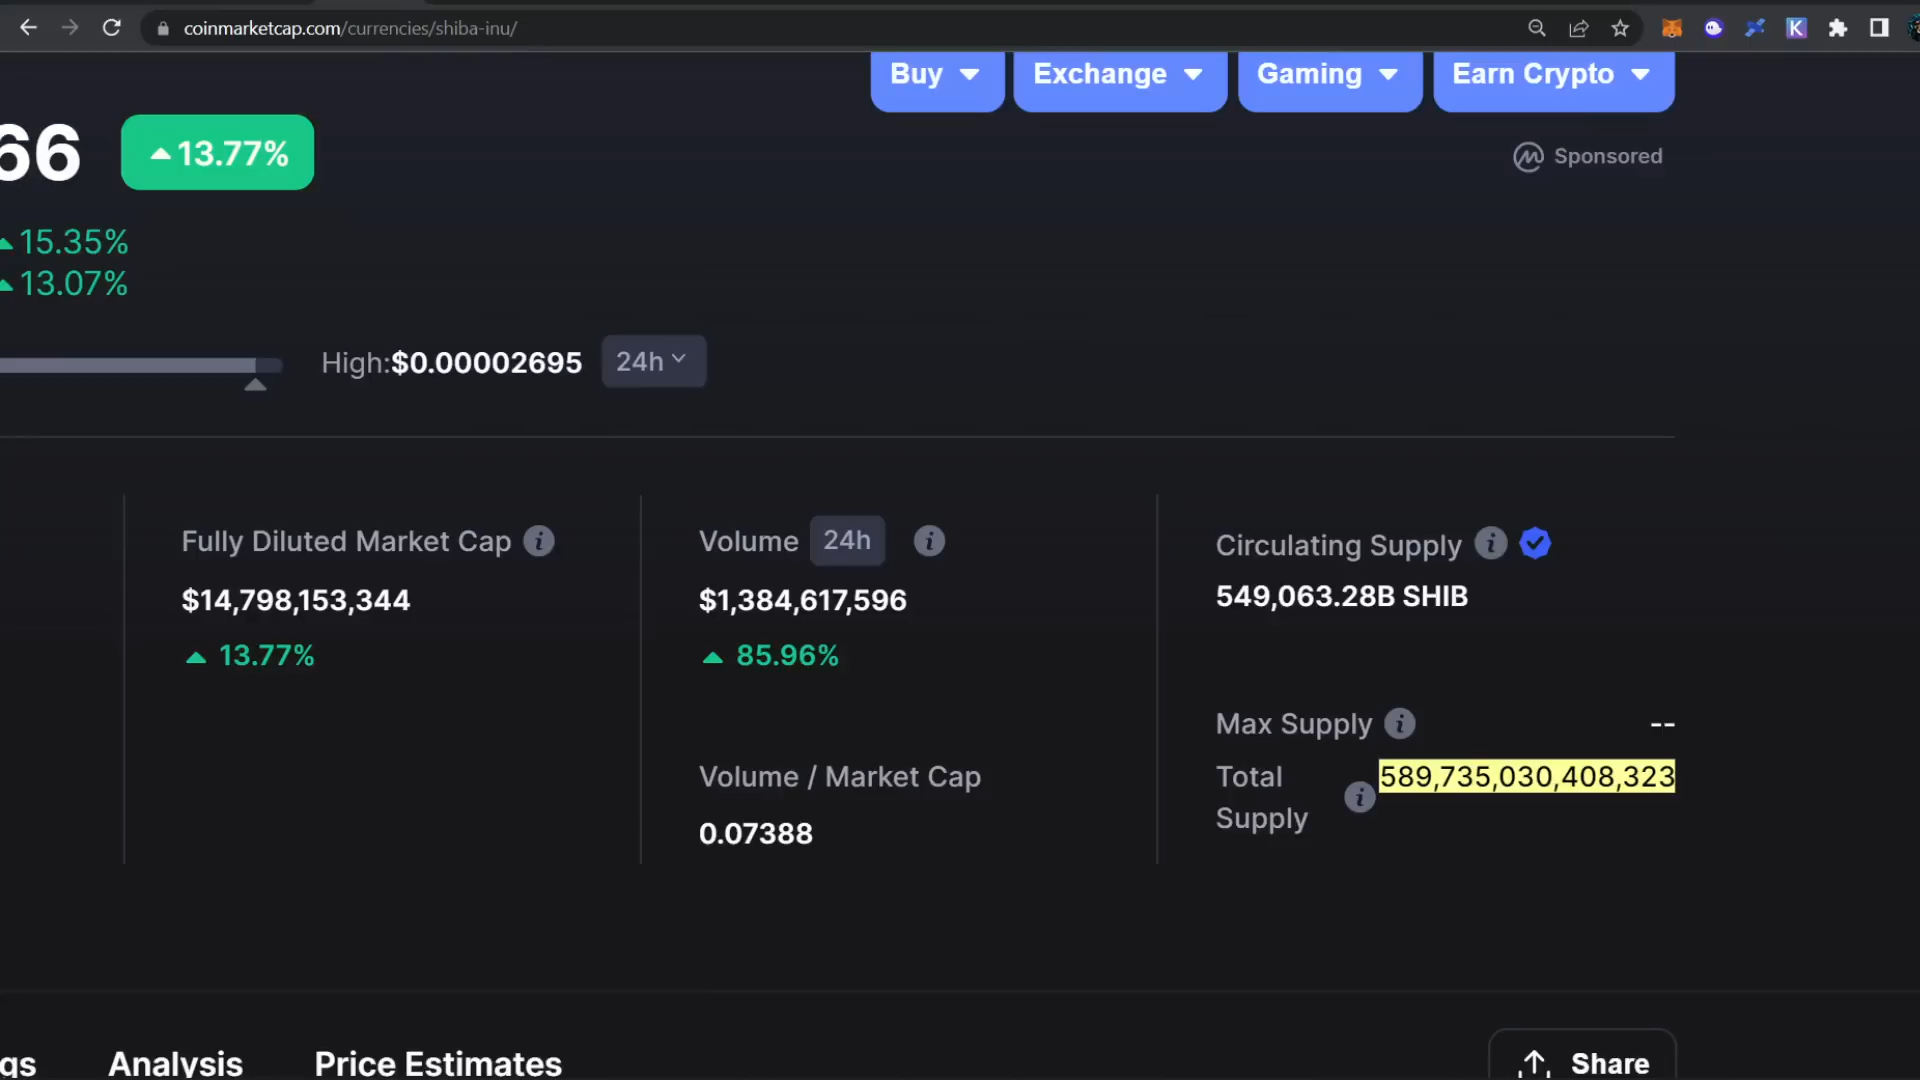 coinmarketcap.com/currencies/shiba-inu/
K
Buy Exchange Gaming Earn Crypto
66 13.77%
Sponsored
15.35%
13.07%
High:$0.00002695 24h
Fully Diluted Market Cap
$14,798,153,344
13.77%
Volume 24h
$1,384,617,596
85.96%
Volume / Market Cap
0.07388
Circulating Supply
549,063.28B SHIB
Max Supply --
Total Supply 589,735,030,408,323
gs Analysis Price Estimates
Share